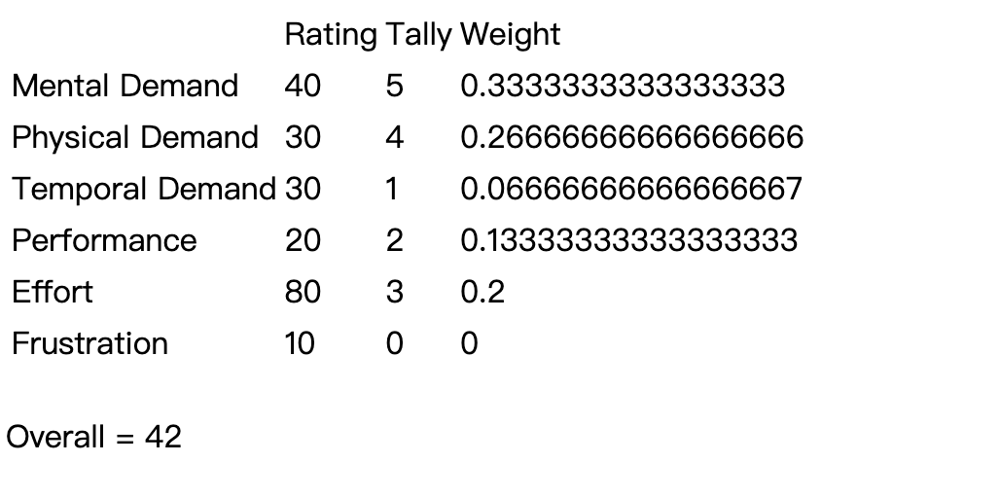 Rating Tally Weight
Mental Demand 40 5 0.3333333333333333
Physical Demand 30 4 0.26666666666666666
Temporal Demand 30 1 0.06666666666666667
Performance 20 2 0.13333333333333333
Effort 80 3 0.2
Frustration 10 0 0
Overall = 42